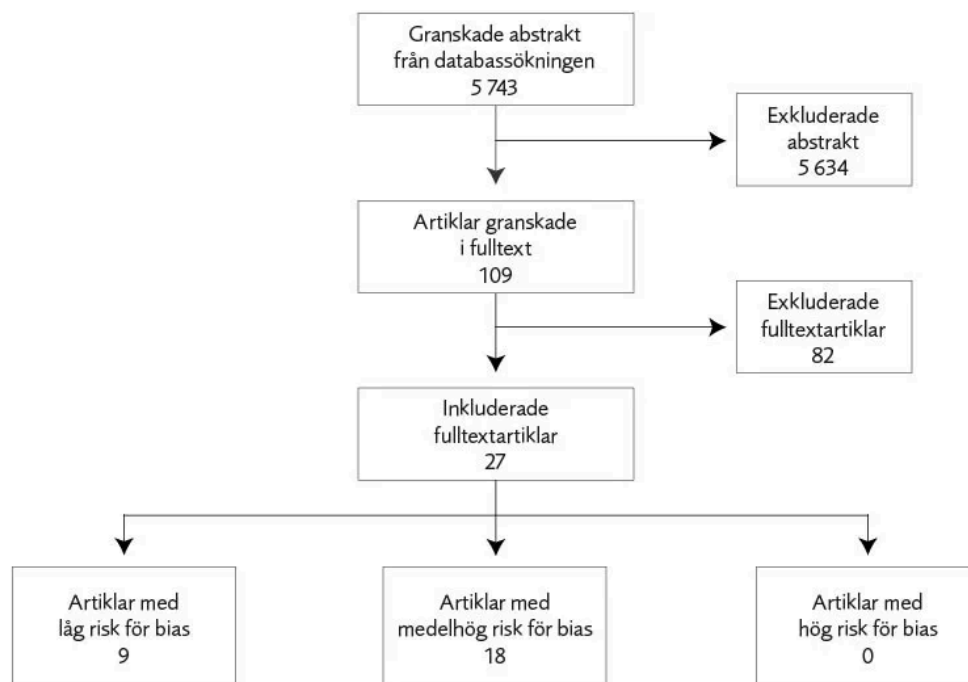 Granskade abstrakt
från databassökningen
5 743
Exkluderade
abstrakt
5 634
Artiklar granskade
i fulltext
109
Exkluderade
fulltextartiklar
82
Inkluderade
fulltextartiklar
27
Artiklar med
låg risk för bias
9
Artiklar med
medelhög risk för bias
18
Artiklar med
hög risk för bias
0